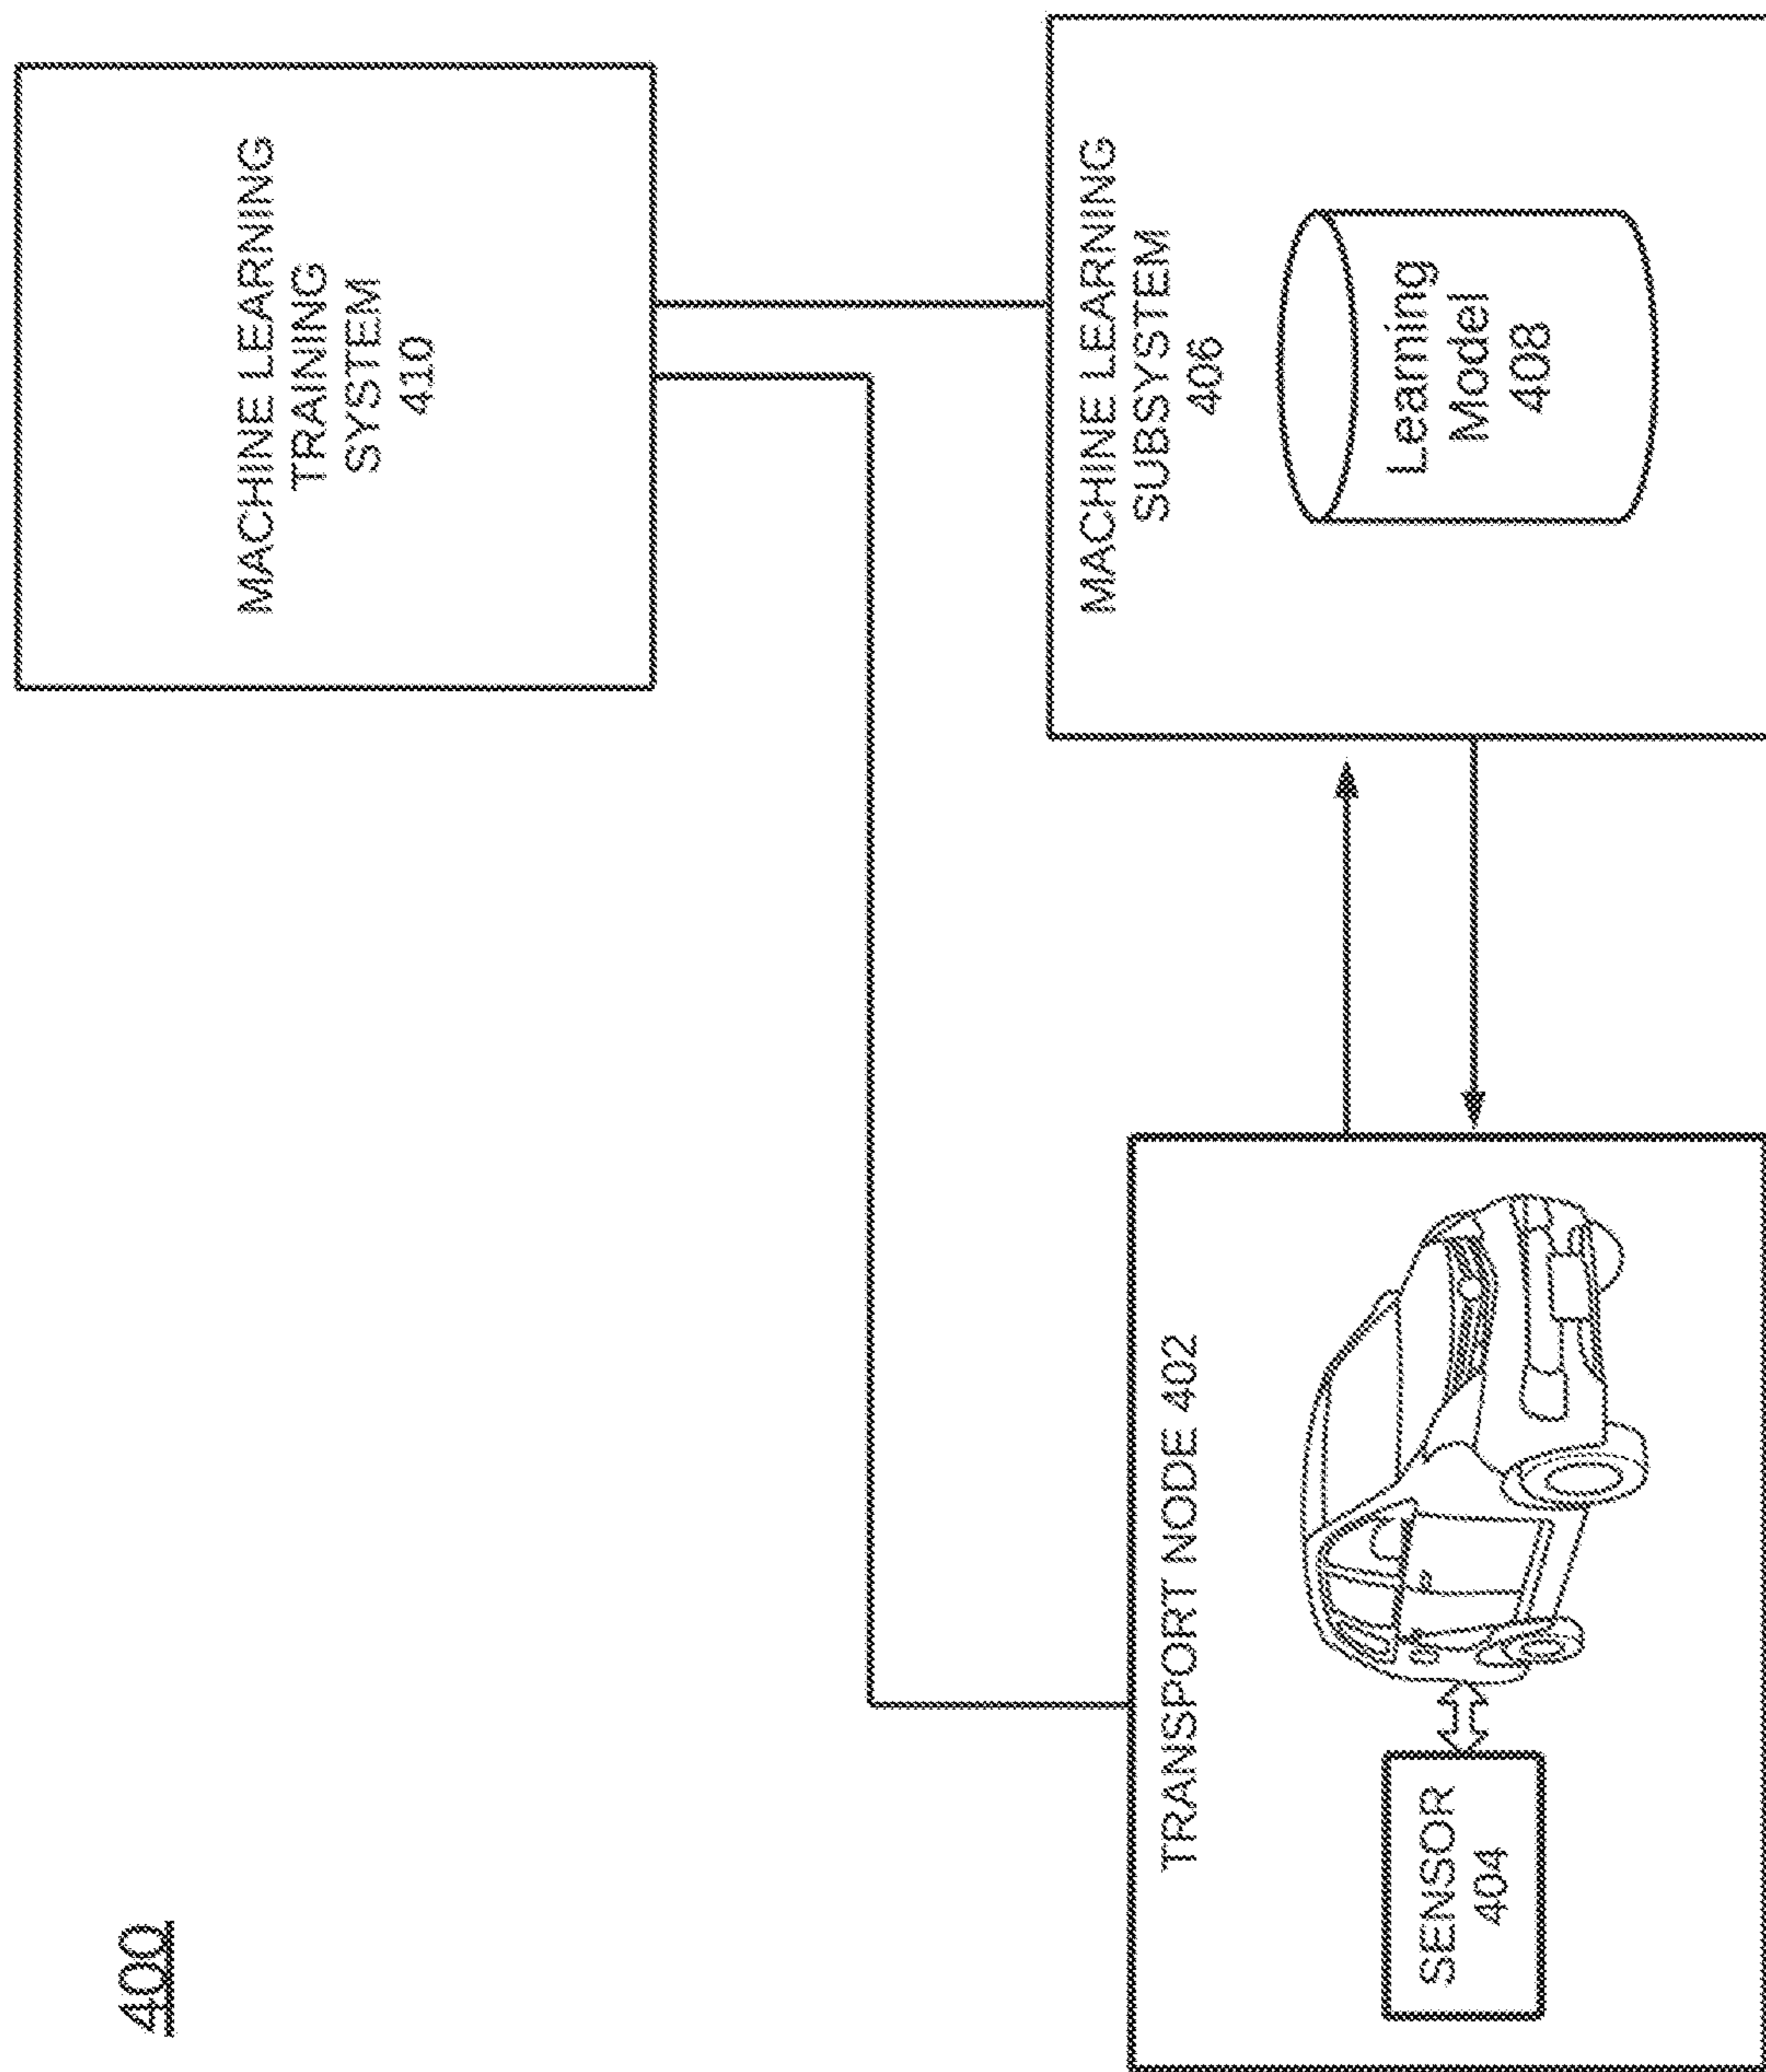 400
MACHINE LEARNING
TRAINING
SYSTEM
410
TRANSPORT NODE 402
SENSOR
404
MACHINE LEARNING
SUBSYSTEM
406
Learning
Model
408